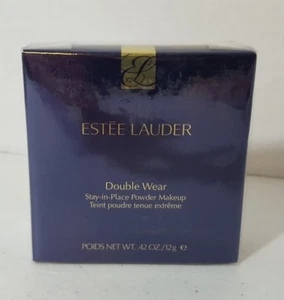 ESTĒE LAUDER
Double Wear
Stay-in-Place Powder Makeup
Teint poudre tenue extrême
POIDS NET WT. .42 OZ./12g e